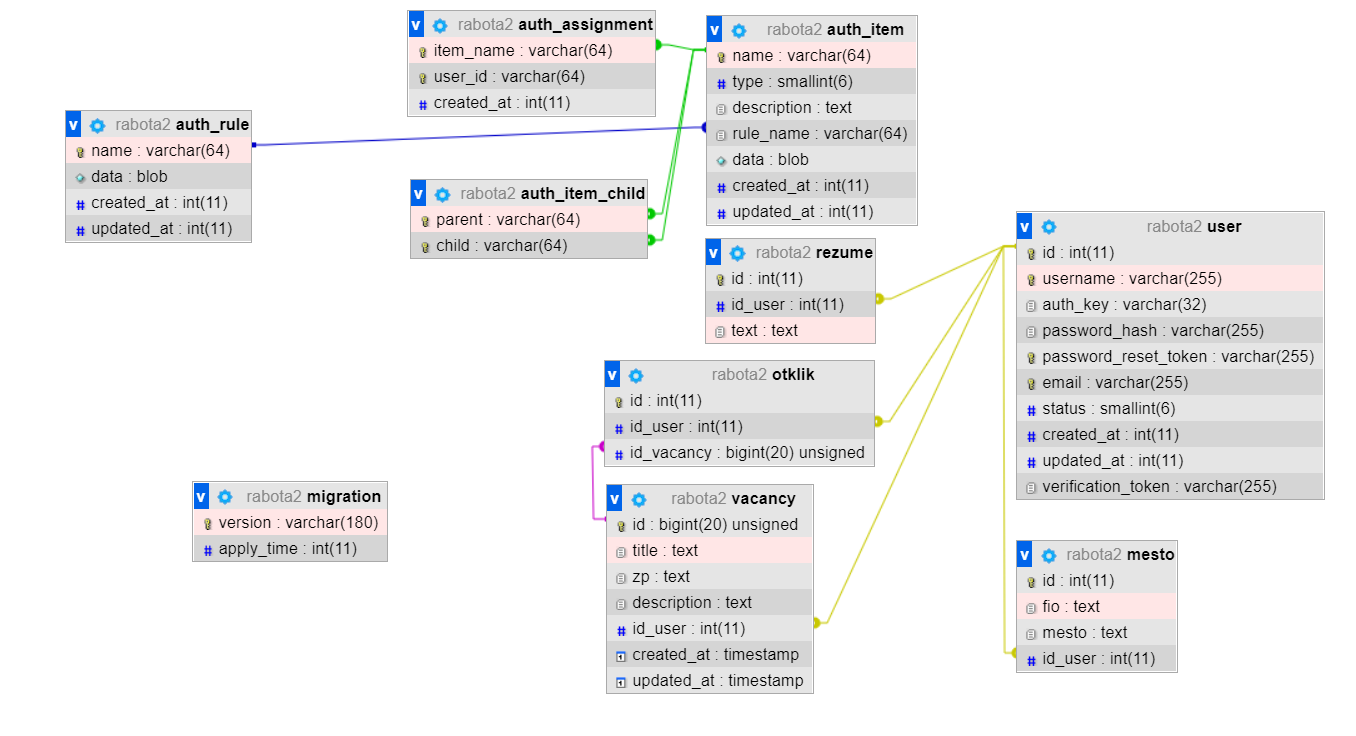 v rabota2 auth_assignment
item_name : varchar(64)
user_id : varchar(64)
created_at : int(11)
v rabota2 auth_item
name : varchar(64)
type : smallint(6)
description : text
rule_name : varchar(64)
data : blob
created_at : int(11)
updated_at : int(11)
v rabota2 auth_rule
name : varchar(64)
data : blob
created_at : int(11)
updated_at : int(11)
v rabota2 auth_item_child
parent : varchar(64)
child : varchar(64)
v rabota2 user
id : int(11)
username : varchar(255)
auth_key : varchar(32)
password_hash : varchar(255)
password_reset_token : varchar(255)
email : varchar(255)
status : smallint(6)
created_at : int(11)
updated_at : int(11)
verification_token : varchar(255)
v rabota2 rezume
id : int(11)
id_user : int(11)
text : text
v rabota2 otklik
id : int(11)
id_user : int(11)
id_vacancy : bigint(20) unsigned
v rabota2 migration
version : varchar(180)
apply_time : int(11)
v rabota2 vacancy
id : bigint(20) unsigned
title : text
zp : text
description : text
id_user : int(11)
created_at : timestamp
updated_at : timestamp
v rabota2 mesto
id : int(11)
fio : text
mesto : text
id_user : int(11)